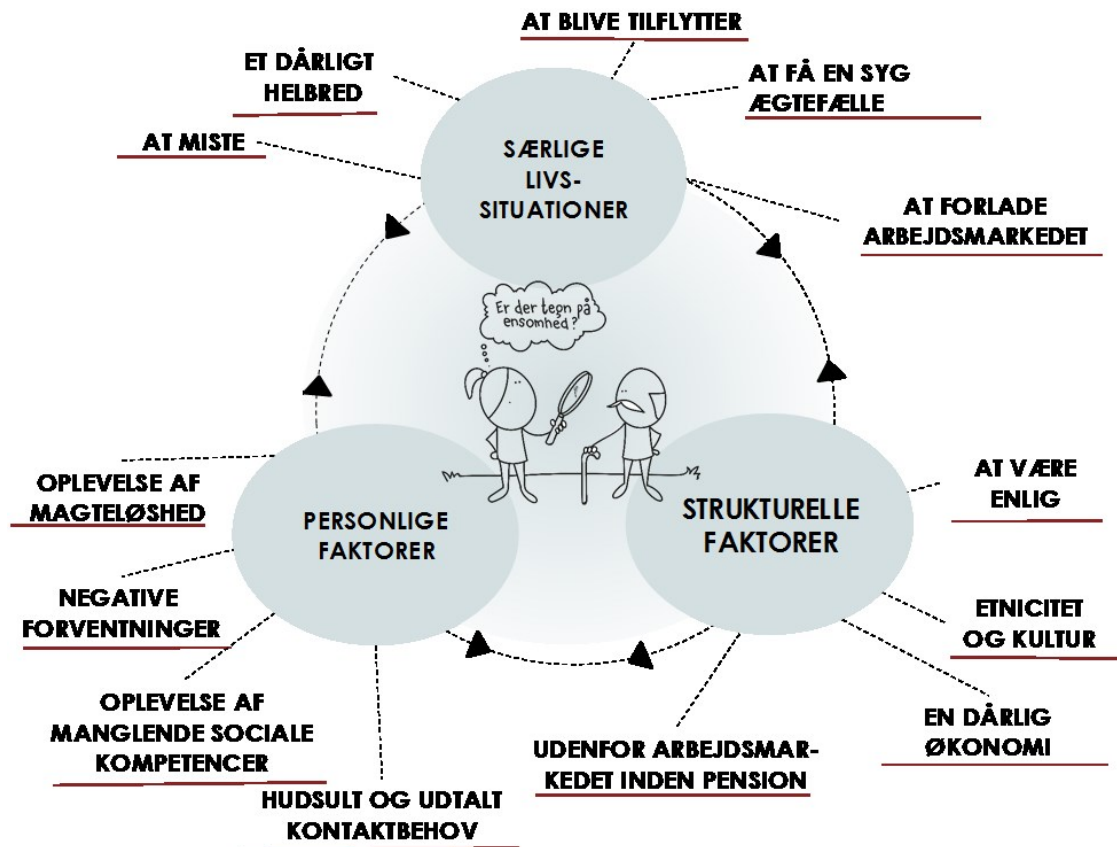 AT BLIVE TILFLYTTER
ET DÅRLIGT
HELBRED
AT FÅ EN SYG
ÆGTEFÆLLE
AT MISTE
SÆRLIGE
LIVS-
SITUATIONER
AT FORLADE
ARBEJDSMARKEDET
Er der tegn på
ensomhed?
OPLEVELSE AF
MAGTELØSHED
PERSONLIGE
FAKTORER
STRUKTURELLE
FAKTORER
AT VÆRE
ENLIG
NEGATIVE
FORVENTNINGER
ETNICITET
OG KULTUR
OPLEVELSE AF
MANGLENDE SOCIALE
KOMPETENCER
EN DÅRLIG
ØKONOMI
UDENFOR ARBEJDSMAR-
KEDET INDEN PENSION
HUDSULT OG UDTALT
KONTAKTBEHOV